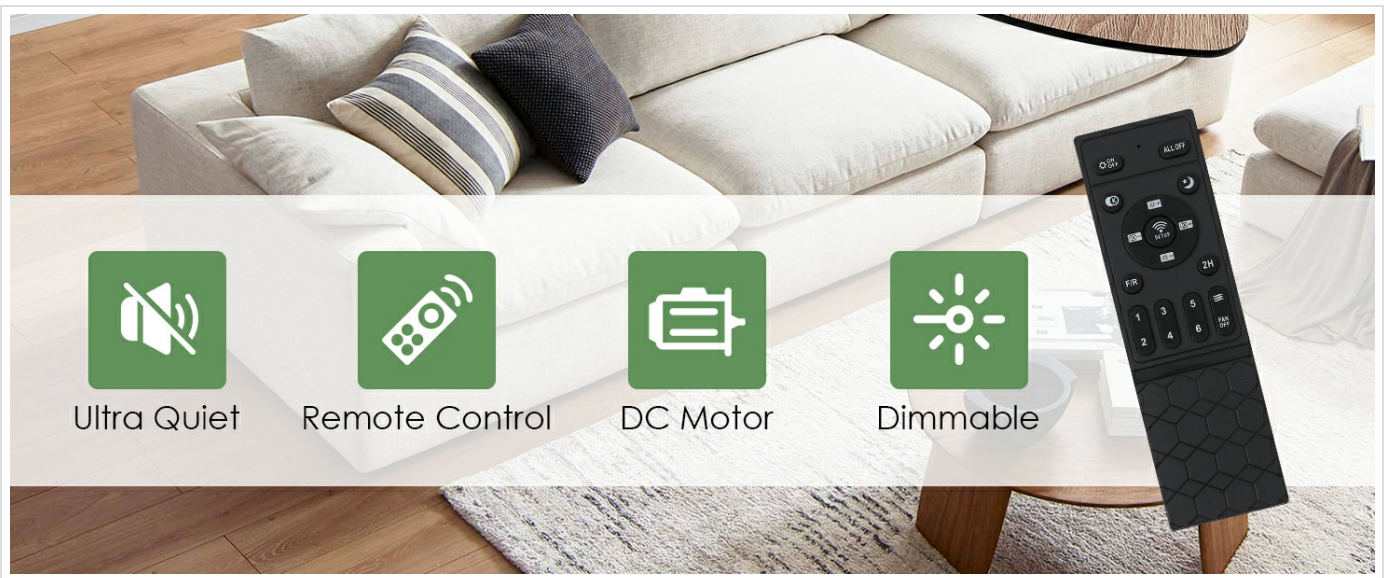 Ultra Quiet
Remote Control
DC Motor
Dimmable
ON
OFF
ALL OFF
SETUP
F/R
2H
1
3
5
2
4
6
FAN
OFF